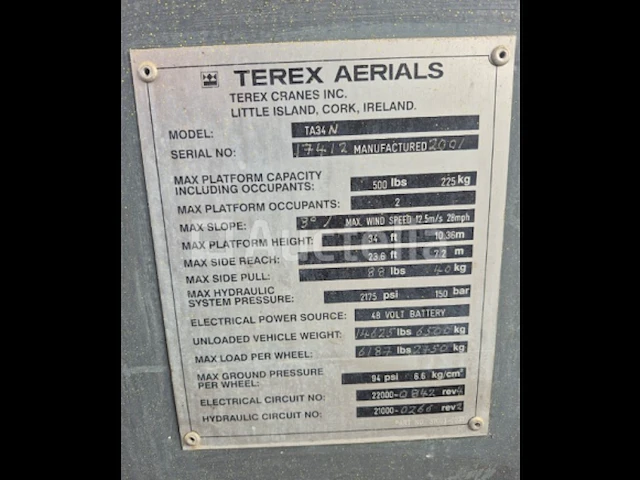 TEREX AERIALS
TEREX CRANES INC.
LITTLE ISLAND, CORK, IRELAND.
MODEL: TA34 N
SERIAL NO: 17412 MANUFACTURED 2001
MAX PLATFORM CAPACITY
INCLUDING OCCUPANTS: 500 lbs 225 kg
MAX PLATFORM OCCUPANTS: 2
MAX SLOPE: 3° MAX. WIND SPEED 12.5m/s 28mph
MAX PLATFORM HEIGHT: 34 ft 10.36 m
MAX SIDE REACH: 23.6 ft 7.2 m
MAX SIDE PULL: 88 lbs 40 kg
MAX HYDRAULIC
SYSTEM PRESSURE: 2175 psi 150 bar
ELECTRICAL POWER SOURCE: 48 VOLT BATTERY
UNLOADED VEHICLE WEIGHT: 14625 lbs 6500 kg
MAX LOAD PER WHEEL: 6187 lbs 2750 kg
MAX GROUND PRESSURE
PER WHEEL: 94 psi 6.6 kg/cm²
ELECTRICAL CIRCUIT NO: 22000-0842 rev
HYDRAULIC CIRCUIT NO: 21000-0266 rev
Auctelia